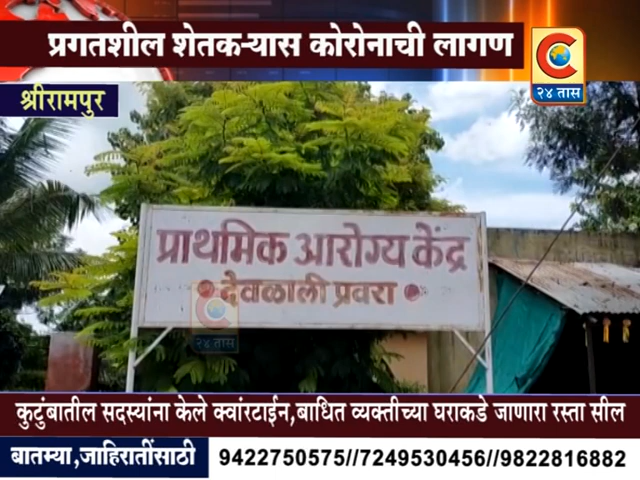 प्रगतशील शेतकऱ्यास कोरोनाची लागण
C
२४ तास
श्रीरामपुर
प्राथमिक आरोग्य केंद्र
देवळाली प्रवरा
C
२४ तास
कुटुंबातील सदस्यांना केले क्वांरटाईन,बाधित व्यक्तीच्या घराकडे जाणारा रस्ता सील
बातम्या,जाहिरातींसाठी 9422750575//7249530456//9822816882